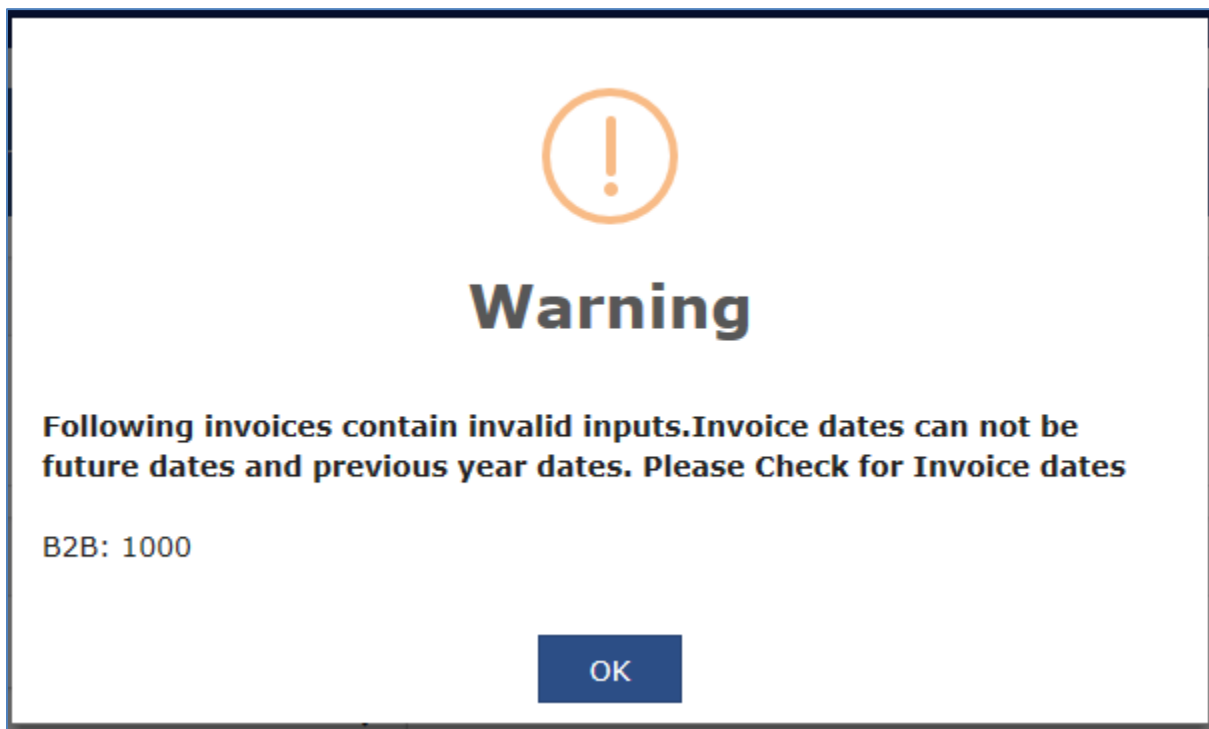 Warning
Following invoices contain invalid inputs.Invoice dates can not be
future dates and previous year dates. Please Check for Invoice dates
B2B: 1000
OK